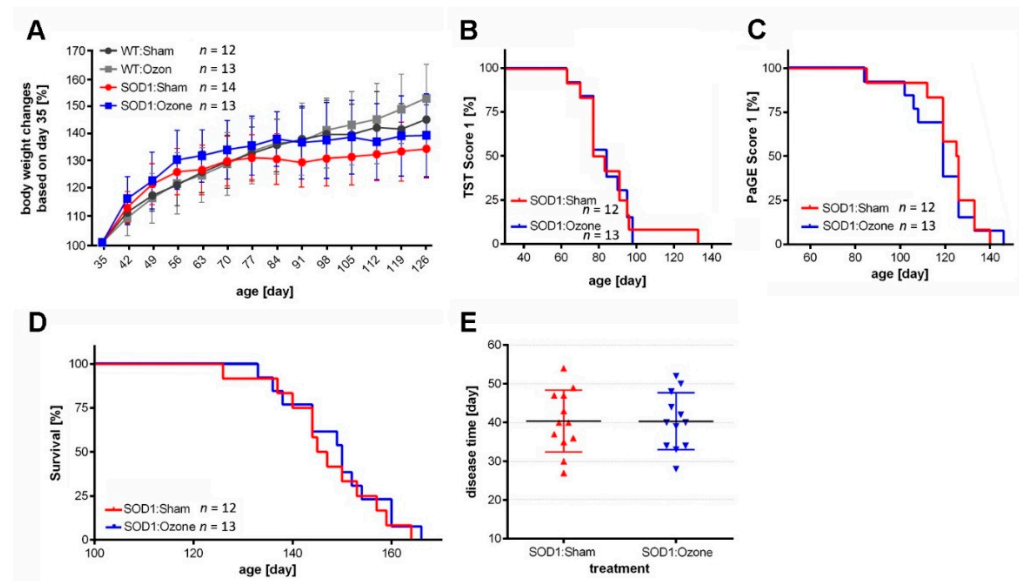 A
WT:Sham n = 12
WT:Ozon n = 13
SOD1:Sham n = 14
SOD1:Ozone n = 13
body weight changes
based on day 35 [%]
170
160
150
140
130
120
110
100
35 42 49 56 63 70 77 84 91 98 105 112 119 126
age [day]
B
TST Score 1 [%]
100
75
50
25
0
SOD1:Sham n = 12
SOD1:Ozone n = 13
40 60 80 100 120 140
age [day]
C
PaGE Score 1 [%]
100
75
50
25
0
SOD1:Sham n = 12
SOD1:Ozone n = 13
60 80 100 120 140
age [day]
D
Survival [%]
100
75
50
25
0
SOD1:Sham n = 12
SOD1:Ozone n = 13
100 120 140 160
age [day]
E
disease time [day]
60
50
40
30
20
10
SOD1:Sham SOD1:Ozone
treatment